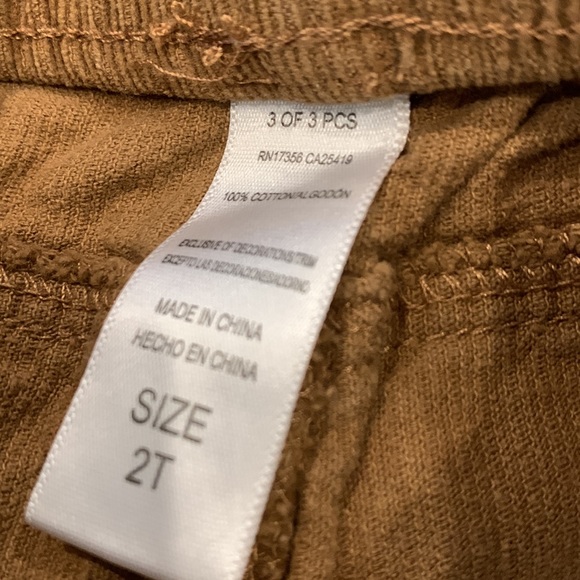 3 OF 3 PCS
RN17356 CA25419
100% COTTON/ALGODÓN
EXCLUSIVE OF DECORATIONS/TRIM
EXCEPTO LAS DECORACIONES/ADORNO
MADE IN CHINA
HECHO EN CHINA
SIZE
2T